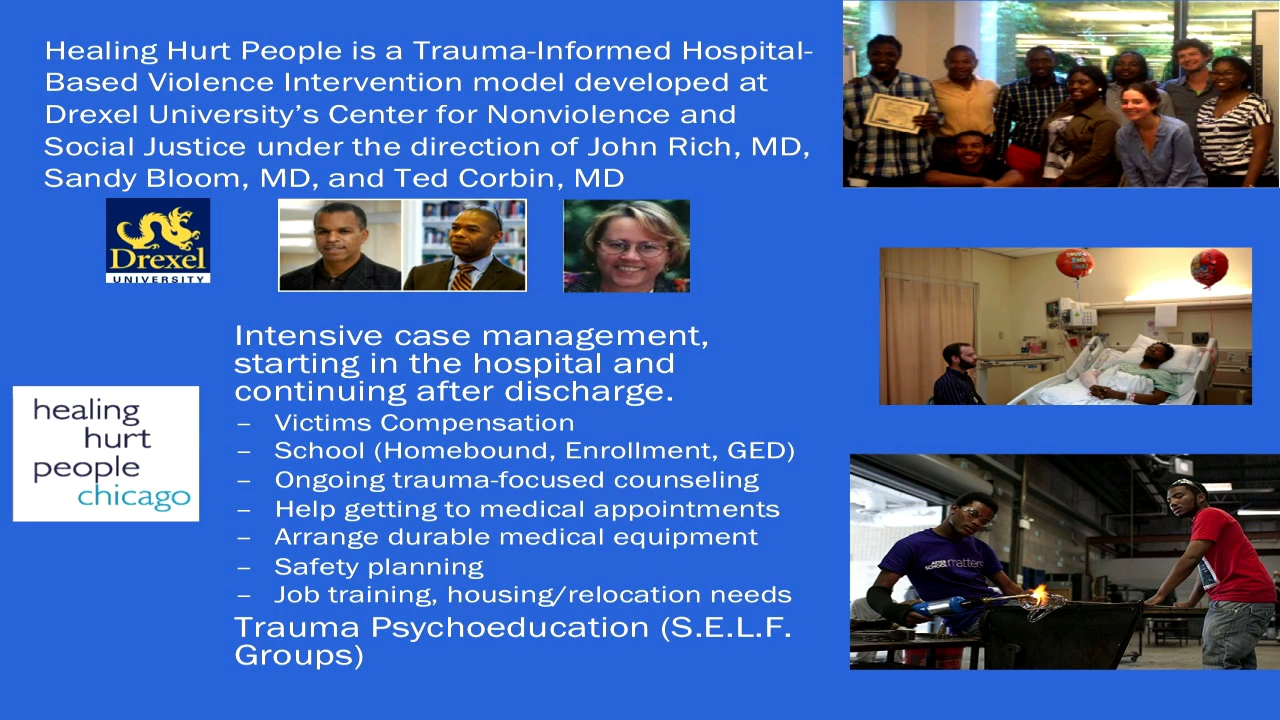 Healing Hurt People is a Trauma-Informed Hospital-
Based Violence Intervention model developed at
Drexel University’s Center for Nonviolence and
Social Justice under the direction of John Rich, MD,
Sandy Bloom, MD, and Ted Corbin, MD
Drexel
UNIVERSITY
Intensive case management,
starting in the hospital and
continuing after discharge.
– Victims Compensation
– School (Homebound, Enrollment, GED)
– Ongoing trauma-focused counseling
– Help getting to medical appointments
– Arrange durable medical equipment
– Safety planning
– Job training, housing/relocation needs
Trauma Psychoeducation (S.E.L.F.
Groups)
healing
hurt
people
chicago
AFTER
SCHOOL matters